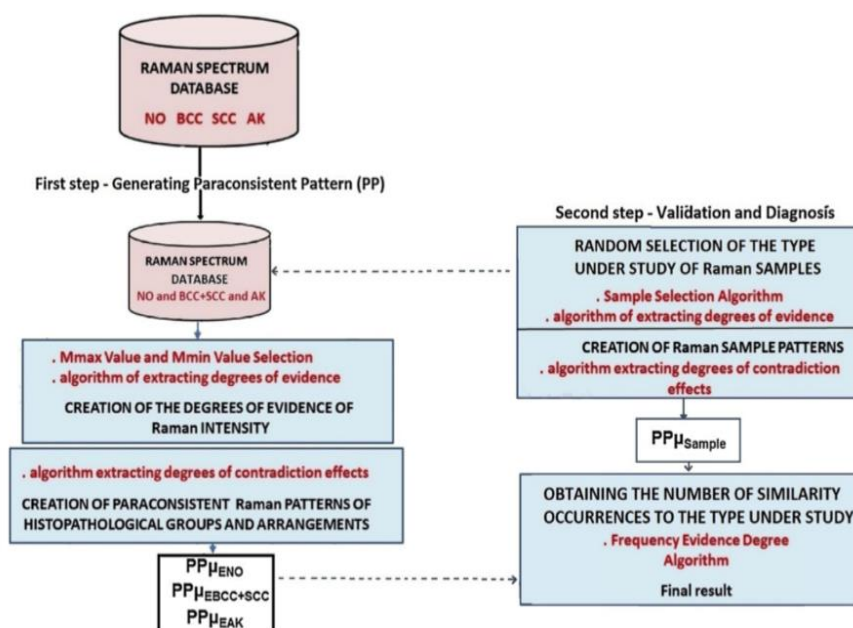 RAMAN SPECTRUM
DATABASE
NO BCC SCC AK
First step - Generating Paraconsistent Pattern (PP)
RAMAN SPECTRUM
DATABASE
NO and BCC+SCC and AK
. Mmax Value and Mmin Value Selection
. algorithm of extracting degrees of evidence
CREATION OF THE DEGREES OF EVIDENCE OF
Raman INTENSITY
. algorithm extracting degrees of contradiction effects
CREATION OF PARACONSISTENT Raman PATTERNS OF
HISTOPATHOLOGICAL GROUPS AND ARRANGEMENTS
PPμENO
PPμEBCC+SCC
PPμEAK
Second step - Validation and Diagnosis
RANDOM SELECTION OF THE TYPE
UNDER STUDY OF Raman SAMPLES
. Sample Selection Algorithm
. algorithm of extracting degrees of evidence
CREATION OF Raman SAMPLE PATTERNS
. algorithm extracting degrees of contradiction
effects
PPμSample
OBTAINING THE NUMBER OF SIMILARITY
OCCURRENCES TO THE TYPE UNDER STUDY
. Frequency Evidence Degree
Algorithm
Final result